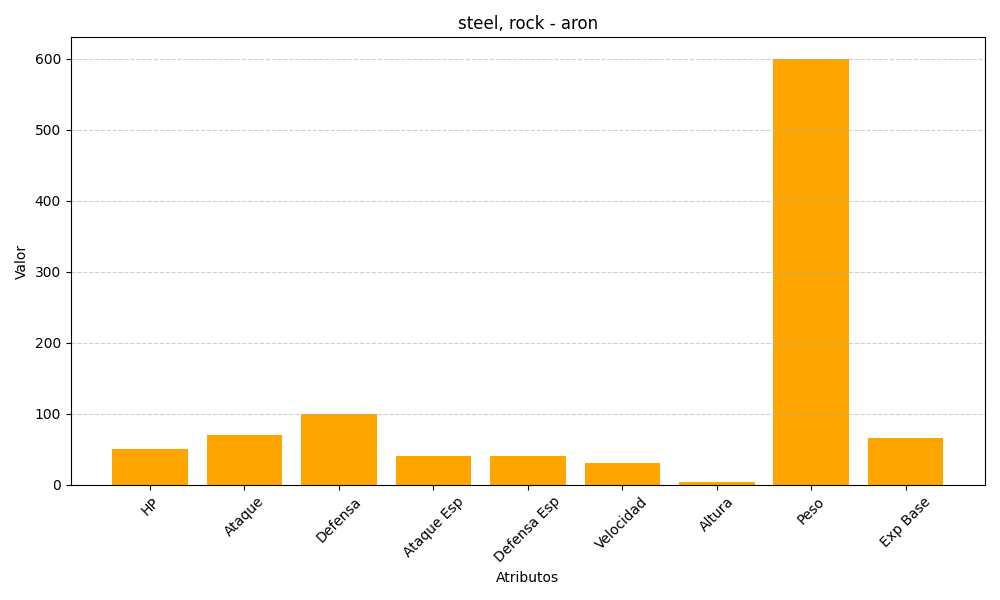 steel, rock - aron
Valor
600
500
400
300
200
100
0
HP
Ataque
Defensa
Ataque Esp
Defensa Esp
Velocidad
Altura
Peso
Exp Base
Atributos